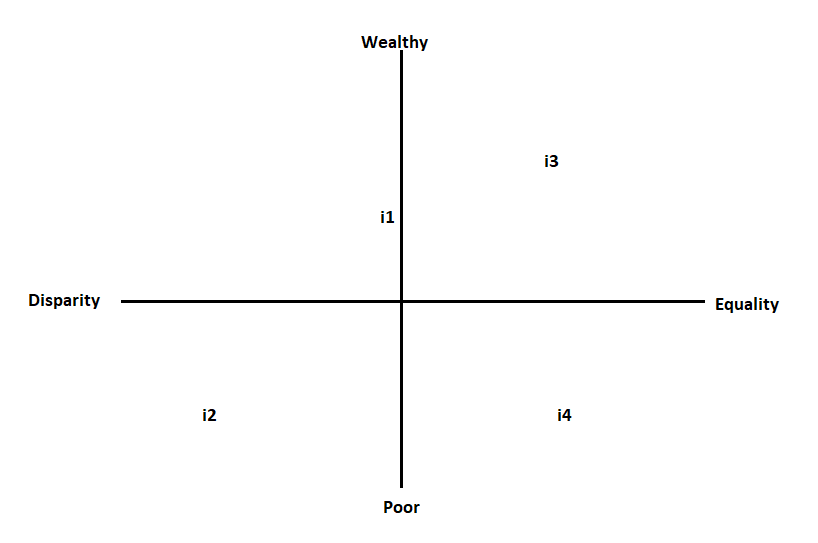 Wealthy
i3
i1
Disparity
Equality
i2
i4
Poor